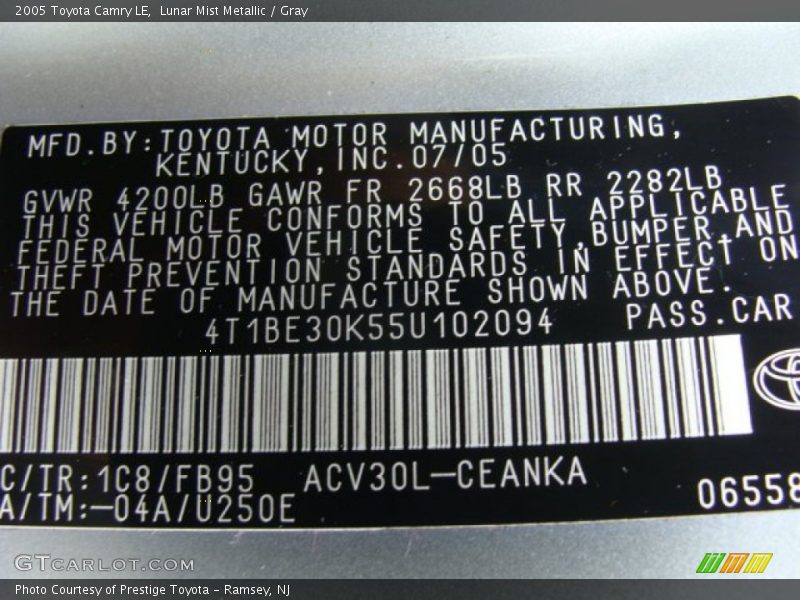 2005 Toyota Camry LE,  Lunar Mist Metallic / Gray
MFD.BY:TOYOTA MOTOR MANUFACTURING,
KENTUCKY,INC.07/05
GVWR 4200LB GAWR FR 2668LB RR 2282LB
THIS VEHICLE CONFORMS TO ALL APPLICABLE
FEDERAL MOTOR VEHICLE SAFETY,BUMPER,AND
THEFT PREVENTION STANDARDS IN EFFECT ON
THE DATE OF MANUFACTURE SHOWN ABOVE.
4T1BE30K55U102094 PASS.CAR
C/TR:1C8/FB95 ACV30L-CEANKA
A/TM:-04A/U250E 06558
GTCARLOT.COM
Photo Courtesy of Prestige Toyota - Ramsey, NJ